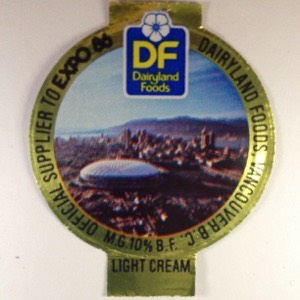 DF
Dairyland
Foods
OFFICIAL SUPPLIER TO EXPO 86
DAIRYLAND FOODS VANCOUVER B.C.
M.G. 10% B.F.
LIGHT CREAM